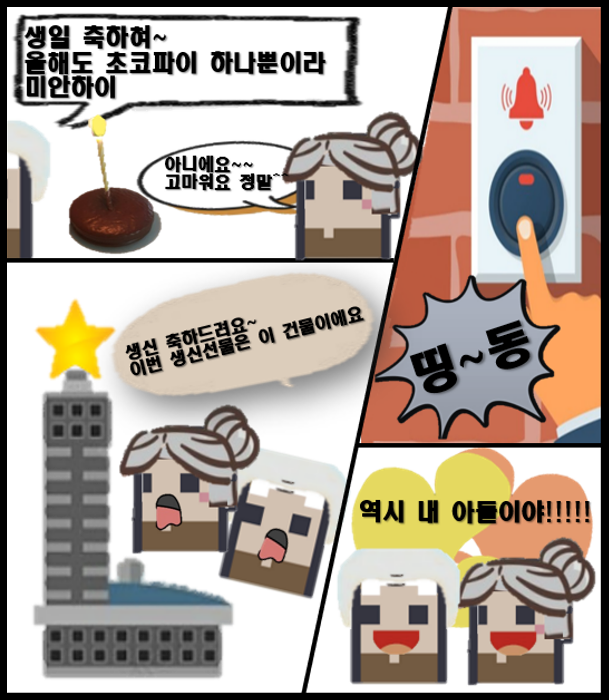 생일 축하혀~
올해도 초코파이 하나뿐이라
미안하이
아니에요~~
고마워요 정말^^
띵~동
생신 축하드려요~
이번 생신선물은 이 건물이에요
역시 내 아들이야!!!!!